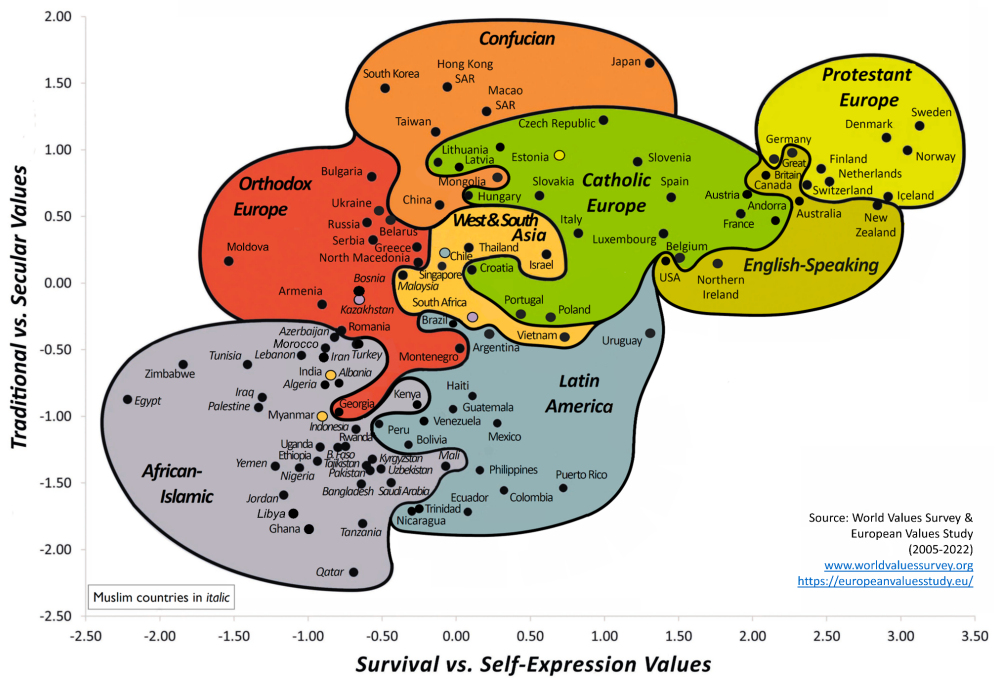 2.00
1.50
1.00
0.50
0.00
-0.50
-1.00
-1.50
-2.00
-2.50
Traditional vs. Secular Values
Confucian
Japan
Hong Kong
SAR
South Korea
Macao
SAR
Taiwan
Czech Republic
Protestant
Europe
Sweden
Denmark
Norway
Germany
Great
Britain
Finland
Netherlands
Canada
Switzerland
Iceland
Australia
New
Zealand
Lithuania
Latvia
Estonia
Slovenia
Mongolia
Hungary
Slovakia
Catholic
Europe
Spain
Austria
Andorra
France
China
Italy
Luxembourg
Belgium
USA
Northern
Ireland
English-Speaking
Orthodox
Europe
Bulgaria
Ukraine
Russia
Belarus
Serbia
Greece
North Macedonia
Moldova
Bosnia
Kazakhstan
Armenia
Romania
Montenegro
Georgia
West & South
Asia
Thailand
Chile
Israel
Singapore
Malaysia
Croatia
South Africa
Portugal
Poland
Brazil
Vietnam
Argentina
Uruguay
Azerbaijan
Morocco
Lebanon
Iran
Turkey
Tunisia
India
Albania
Algeria
Zimbabwe
Egypt
Iraq
Palestine
Myanmar
Indonesia
Kenya
Haiti
Guatemala
Latin
America
Peru
Venezuela
Mexico
Bolivia
Rwanda
Uganda
B. Faso
Ethiopia
Tajikistan
Kyrgyzstan
Mali
Yemen
Nigeria
Pakistan
Uzbekistan
Philippines
Puerto Rico
African-
Islamic
Bangladesh
Saudi Arabia
Ecuador
Colombia
Jordan
Libya
Trinidad
Nicaragua
Ghana
Tanzania
Qatar
Muslim countries in italic
Source: World Values Survey &
European Values Study
(2005-2022)
www.worldvaluessurvey.org
https://europeanvaluesstudy.eu/
-2.50 -2.00 -1.50 -1.00 -0.50 0.00 0.50 1.00 1.50 2.00 2.50 3.00 3.50
Survival vs. Self-Expression Values